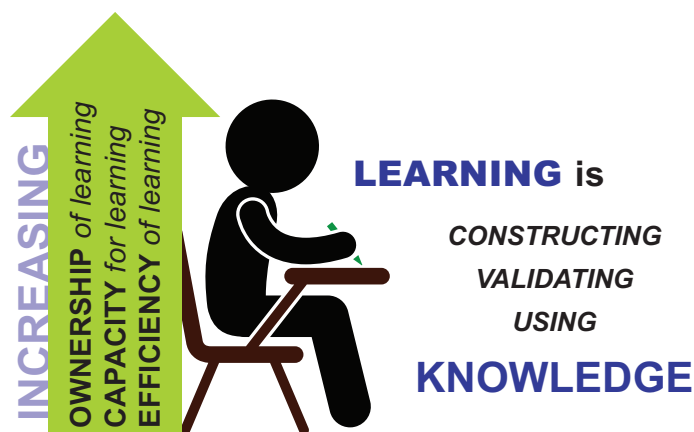 INCREASING
OWNERSHIP of learning
CAPACITY for learning
EFFICIENCY of learning
LEARNING is
CONSTRUCTING
VALIDATING
USING
KNOWLEDGE